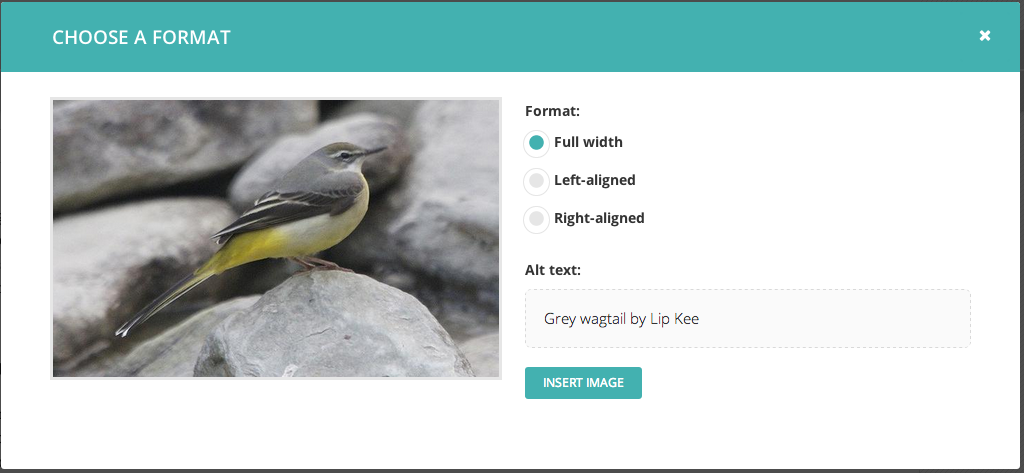 CHOOSE A FORMAT
Format:
Full width
Left-aligned
Right-aligned
Alt text:
Grey wagtail by Lip Kee
INSERT IMAGE